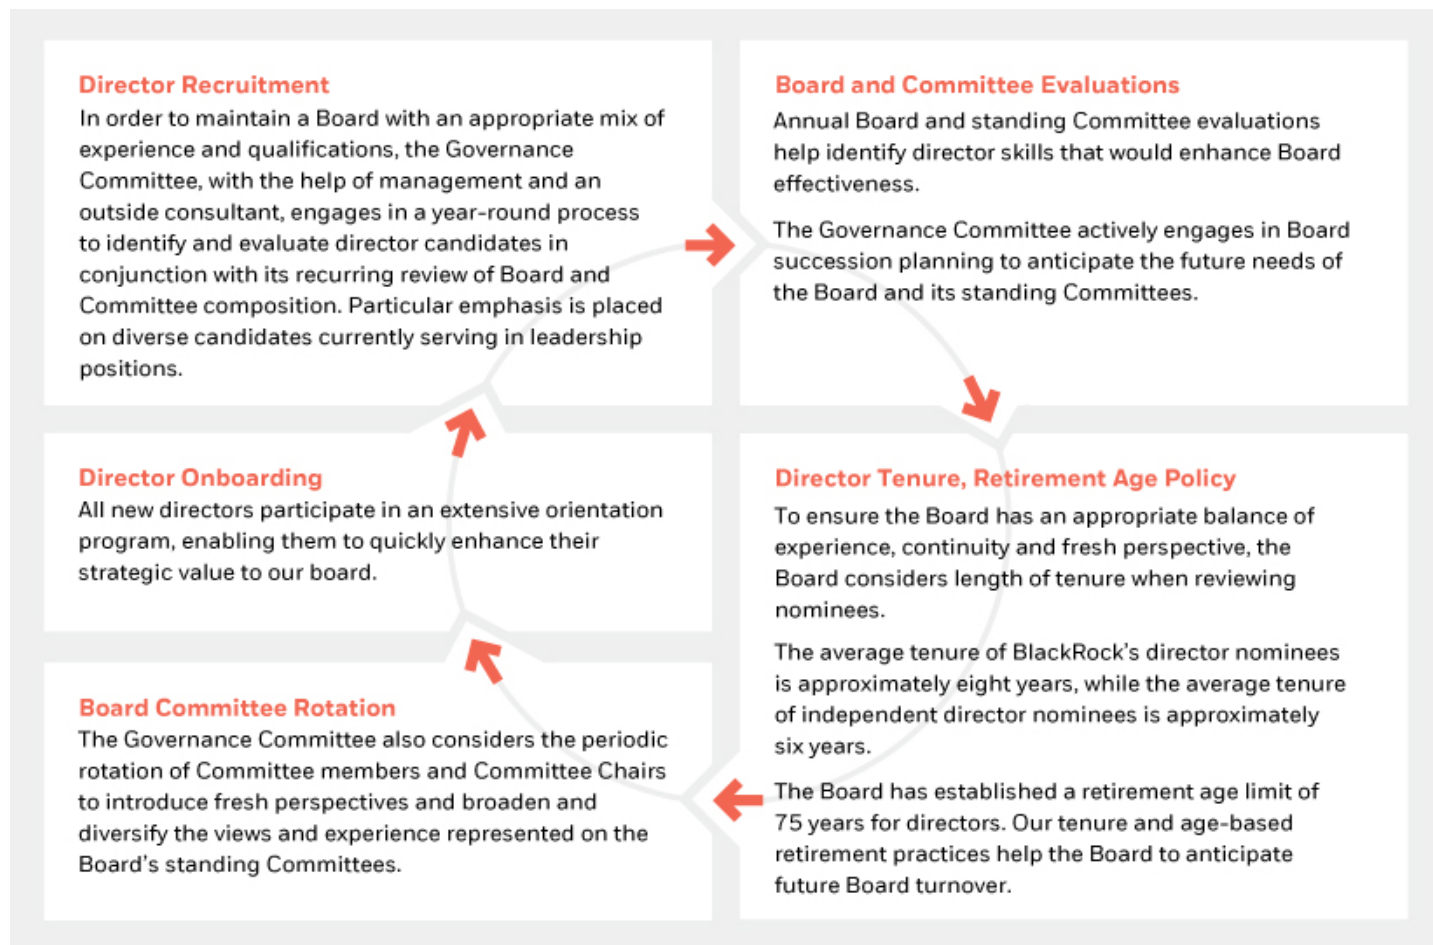 Director Recruitment
In order to maintain a Board with an appropriate mix of
experience and qualifications, the Governance
Committee, with the help of management and an
outside consultant, engages in a year-round process
to identify and evaluate director candidates in
conjunction with its recurring review of Board and
Committee composition. Particular emphasis is placed
on diverse candidates currently serving in leadership
positions.
Board and Committee Evaluations
Annual Board and standing Committee evaluations
help identify director skills that would enhance Board
effectiveness.
The Governance Committee actively engages in Board
succession planning to anticipate the future needs of
the Board and its standing Committees.
Director Tenure, Retirement Age Policy
To ensure the Board has an appropriate balance of
experience, continuity and fresh perspective, the
Board considers length of tenure when reviewing
nominees.
The average tenure of BlackRock's director nominees
is approximately eight years, while the average tenure
of independent director nominees is approximately
six years.
The Board has established a retirement age limit of
75 years for directors. Our tenure and age-based
retirement practices help the Board to anticipate
future Board turnover.
Board Committee Rotation
The Governance Committee also considers the periodic
rotation of Committee members and Committee Chairs
to introduce fresh perspectives and broaden and
diversify the views and experience represented on the
Board's standing Committees.
Director Onboarding
All new directors participate in an extensive orientation
program, enabling them to quickly enhance their
strategic value to our board.